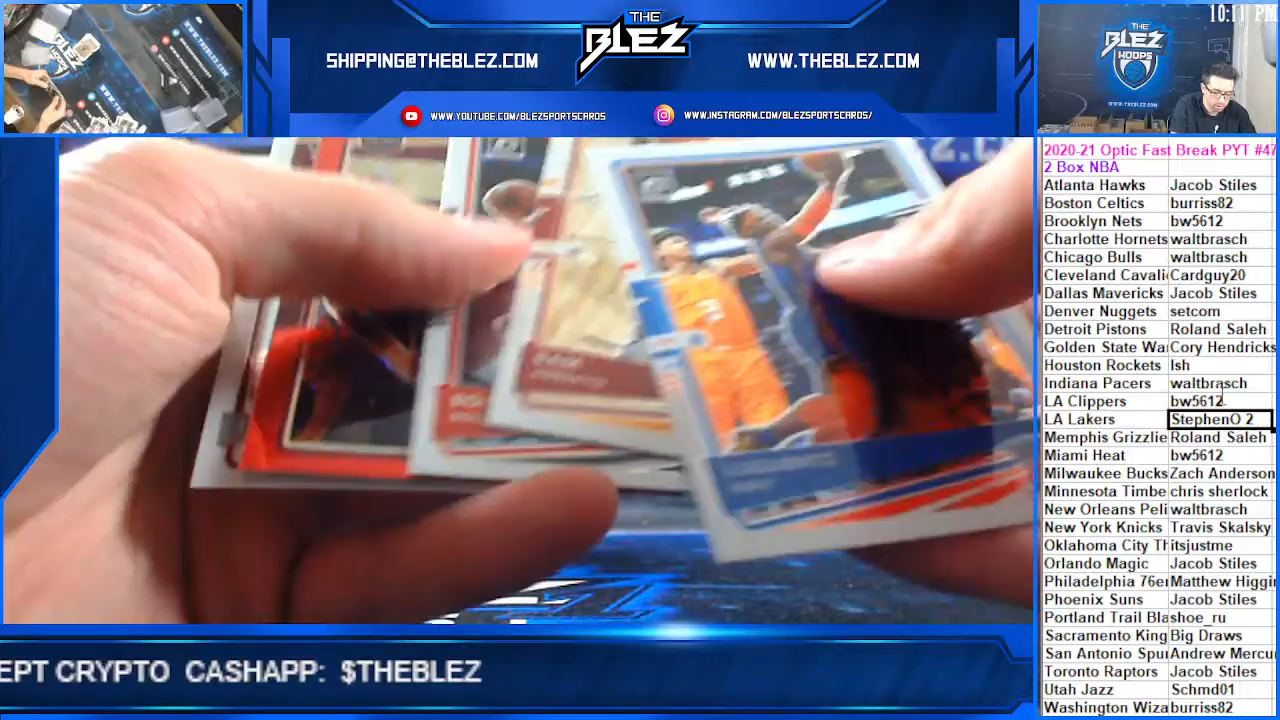 10:11 PM
THE
BLEZ
SHIPPING@THEBLEZ.COM
WWW.THEBLEZ.COM
WWW.YOUTUBE.COM/BLEZSPORTSCARDS
WWW.INSTAGRAM.COM/BLEZSPORTSCARDS/
THE
BLEZ
HOOPS
2020-21 Optic Fast Break PYT #47
2 Box NBA
Atlanta Hawks Jacob Stiles
Boston Celtics burriss82
Brooklyn Nets bw5612
Charlotte Hornets waltbrasch
Chicago Bulls waltbrasch
Cleveland Cavali Cardguy20
Dallas Mavericks Jacob Stiles
Denver Nuggets setcom
Detroit Pistons Roland Saleh
Golden State Wa Cory Hendricks
Houston Rockets Ish
Indiana Pacers waltbrasch
LA Clippers bw5612
LA Lakers StephenO 2
Memphis Grizzlie Roland Saleh
Miami Heat bw5612
Milwaukee Bucks Zach Anderson
Minnesota Timbe chris sherlock
New Orleans Peli waltbrasch
New York Knicks Travis Skalsky
Oklahoma City Th itsjustme
Orlando Magic Jacob Stiles
Philadelphia 76er Matthew Higgi
Phoenix Suns Jacob Stiles
Portland Trail Bla shoe_ru
Sacramento King Big Draws
San Antonio Spu Andrew Mercu
Toronto Raptors Jacob Stiles
Utah Jazz Schmd01
Washington Wiza burriss82
EPT CRYPTO CASHAPP: $THEBLEZ